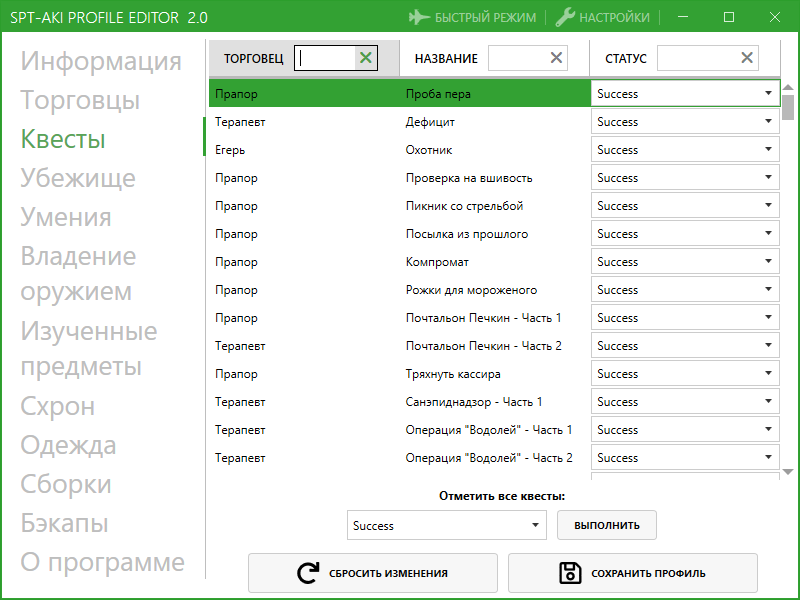 SPT-AKI PROFILE EDITOR 2.0
БЫСТРЫЙ РЕЖИМ
НАСТРОЙКИ
Информация
Торговцы
Квесты
Убежище
Умения
Владение
оружием
Изученные
предметы
Схрон
Одежда
Сборки
Бэкапы
О программе
ТОРГОВЕЦ НАЗВАНИЕ СТАТУС
Прапор Проба пера Success
Терапевт Дефицит Success
Егерь Охотник Success
Прапор Проверка на вшивость Success
Прапор Пикник со стрельбой Success
Прапор Посылка из прошлого Success
Прапор Компромат Success
Прапор Рожки для мороженого Success
Прапор Почтальон Печкин - Часть 1 Success
Терапевт Почтальон Печкин - Часть 2 Success
Прапор Тряхнуть кассира Success
Терапевт Санэпиднадзор - Часть 1 Success
Терапевт Операция "Водолей" - Часть 1 Success
Терапевт Операция "Водолей" - Часть 2 Success
Отметить все квесты:
Success ВЫПОЛНИТЬ
СБРОСИТЬ ИЗМЕНЕНИЯ СОХРАНИТЬ ПРОФИЛЬ